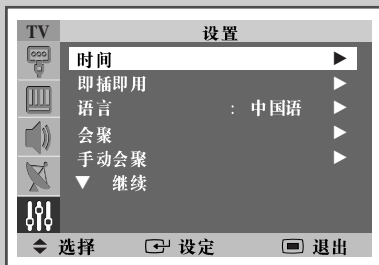 TV 设置
时间 ▶
即插即用 ▶
语言 : 中国语 ▶
会聚 ▶
手动会聚 ▶
▼ 继续
选择 设定 退出